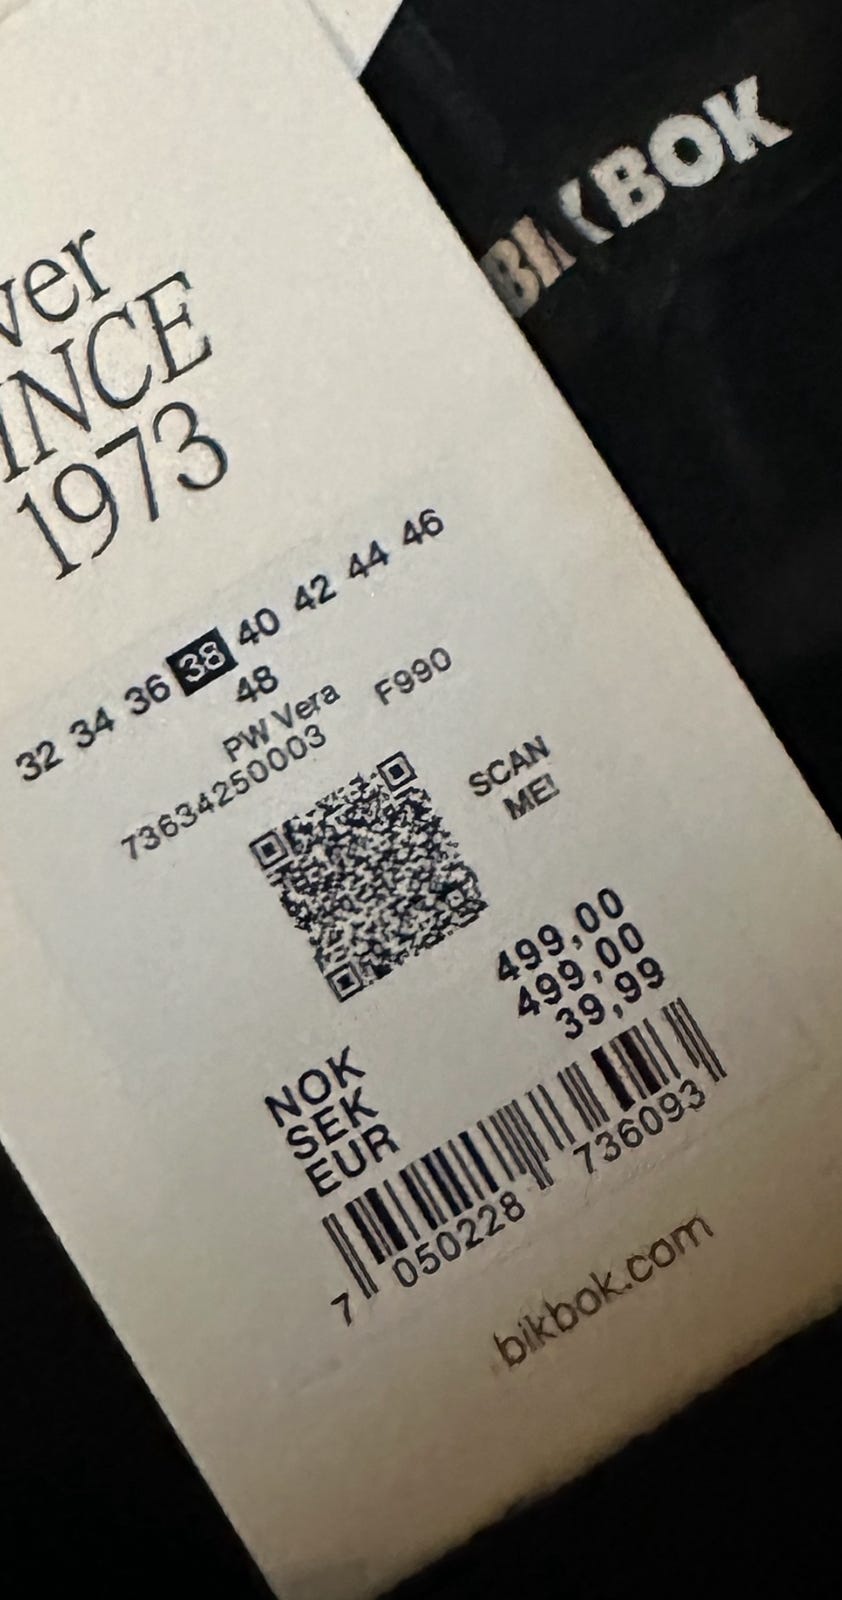 BIKBOK
ver
INCE
1973
32 34 36 38 40 42 44 46
48
PW Vera F990
73634250003
SCAN
ME!
NOK 499,00
SEK 499,00
EUR 39,99
7 050228 736093
bikbok.com